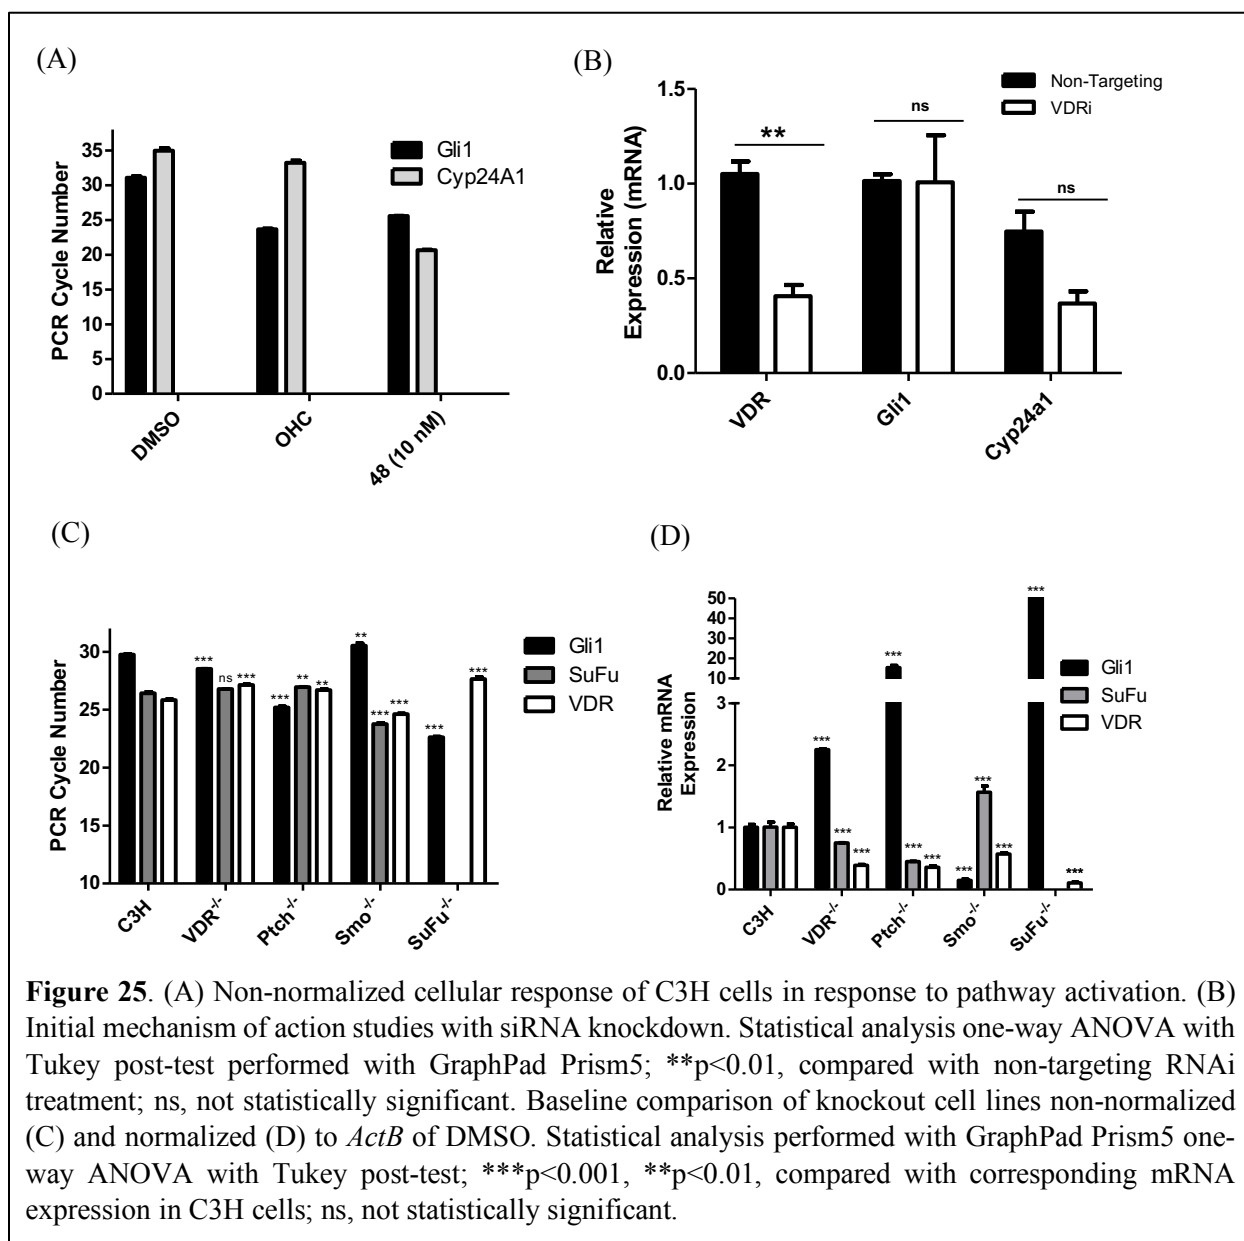 (A)
PCR Cycle Number
35
30
25
20
15
10
5
0
Gli1
Cyp24A1
DMSO
OHC
48 (10 nM)
(B)
Relative
Expression (mRNA)
1.5
1.0
0.5
0.0
Non-Targeting
VDRi
**
ns
ns
VDR
Gli1
Cyp24a1
(C)
PCR Cycle Number
30
25
20
15
10
Gli1
SuFu
VDR
***
ns
***
***
**
**
**
***
***
***
***
C3H
VDR-/-
Ptch-/-
Smo-/-
SuFu-/-
(D)
Relative mRNA
Expression
50
40
30
20
10
3
2
1
0
Gli1
SuFu
VDR
***
***
***
***
***
***
***
***
***
***
***
C3H
VDR-/-
Ptch-/-
Smo-/-
SuFu-/-
Figure 25. (A) Non-normalized cellular response of C3H cells in response to pathway activation. (B)
Initial mechanism of action studies with siRNA knockdown. Statistical analysis one-way ANOVA with
Tukey post-test performed with GraphPad Prism5; **p<0.01, compared with non-targeting RNAi
treatment; ns, not statistically significant. Baseline comparison of knockout cell lines non-normalized
(C) and normalized (D) to ActB of DMSO. Statistical analysis performed with GraphPad Prism5 one-
way ANOVA with Tukey post-test; ***p<0.001, **p<0.01, compared with corresponding mRNA
expression in C3H cells; ns, not statistically significant.